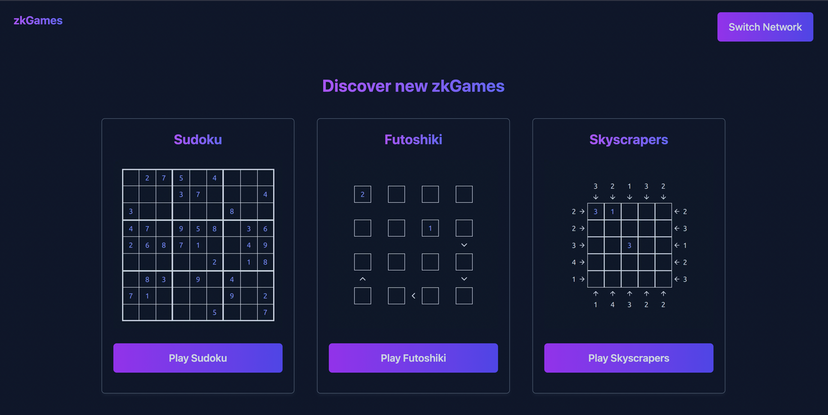 zkGames
Switch Network
Discover new zkGames
Sudoku
2 7 5 4
3 7 4
3 8
4 7 9 5 8 3 6
2 6 8 7 1 4 9
2 1 8
8 3 9 4
7 1 9 2
5 7
Play Sudoku
Futoshiki
2
1
Play Futoshiki
Skyscrapers
3 2 1 3 2
↓ ↓ ↓ ↓ ↓
2 → 3 1 ← 2
2 → ← 3
3 → 3 ← 1
4 → ← 2
1 → ← 3
↑ ↑ ↑ ↑ ↑
1 4 3 2 2
Play Skyscrapers